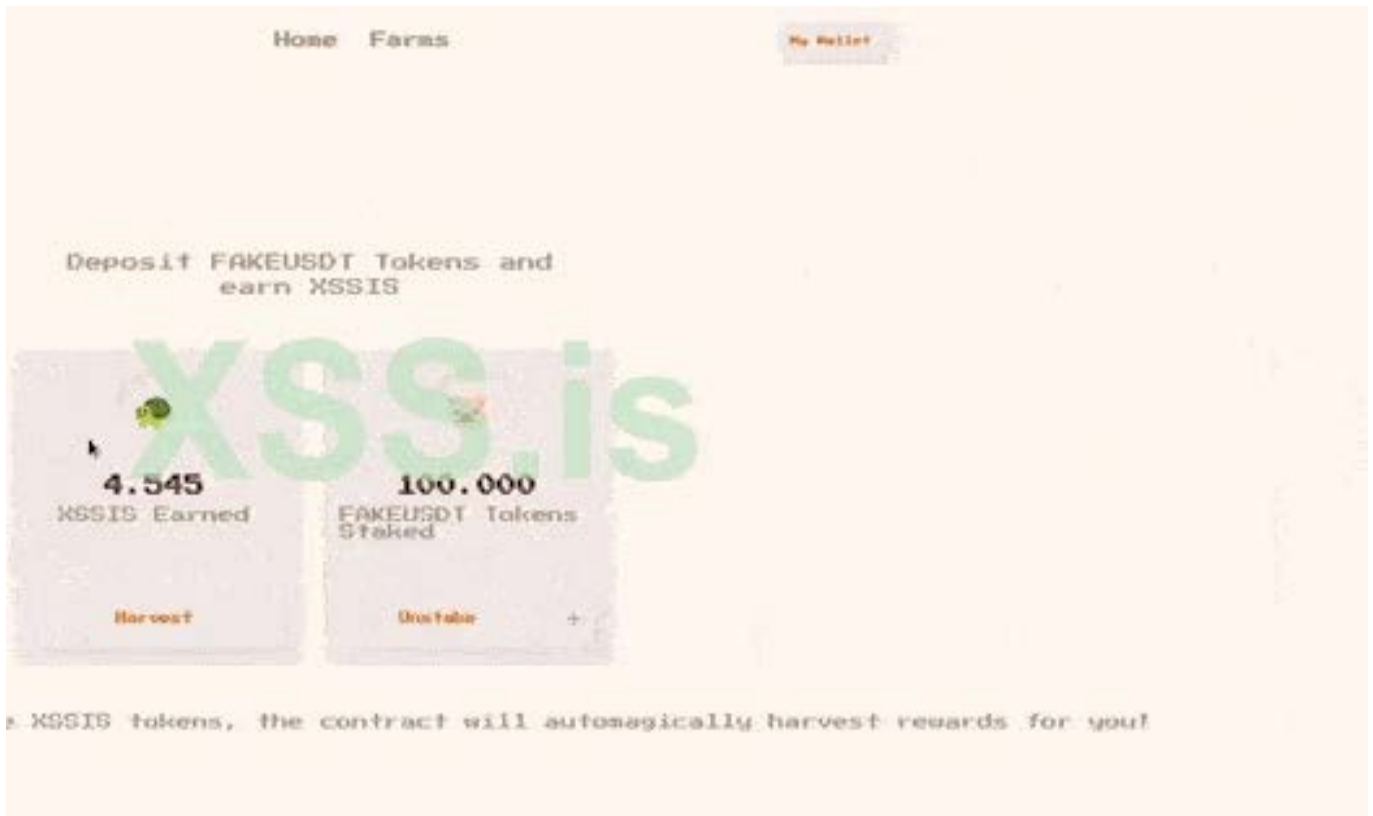 Home Farms
My Wallet
Deposit FAKEUSDT Tokens and
earn XSSIS
XSS.is
4.545
100.000
XSSIS Earned
FAKEUSDT Tokens
Staked
Harvest
Unstake +
XSSIS tokens, the contract will automagically harvest rewards for you!